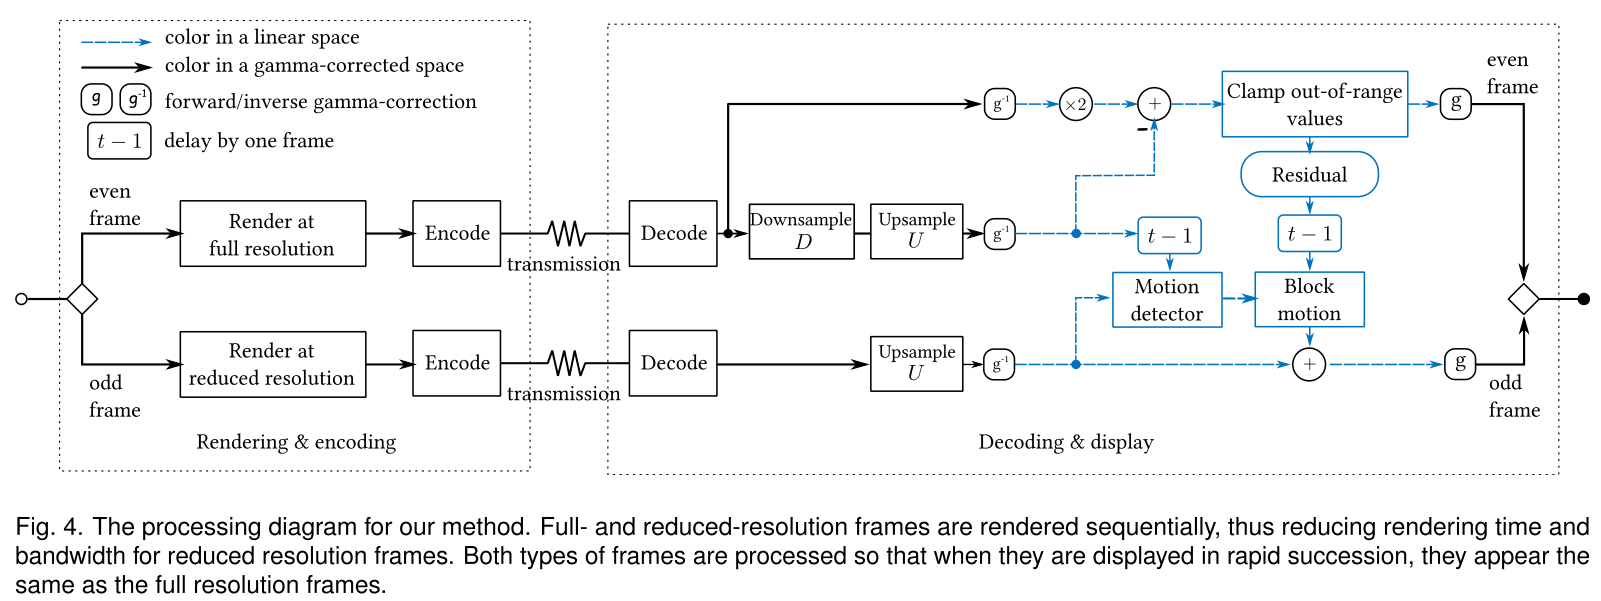 color in a linear space
color in a gamma-corrected space
g g⁻¹ forward/inverse gamma-correction
t − 1 delay by one frame
even
frame
Render at
full resolution
Encode
transmission
Decode
Downsample
D
Upsample
U
g⁻¹
g⁻¹
×2
+
−
Clamp out-of-range
values
g
even
frame
Residual
t − 1
t − 1
Motion
detector
Block
motion
odd
frame
Render at
reduced resolution
Encode
transmission
Decode
Upsample
U
g⁻¹
+
g
odd
frame
Rendering & encoding
Decoding & display
Fig. 4. The processing diagram for our method. Full- and reduced-resolution frames are rendered sequentially, thus reducing rendering time and
bandwidth for reduced resolution frames. Both types of frames are processed so that when they are displayed in rapid succession, they appear the
same as the full resolution frames.